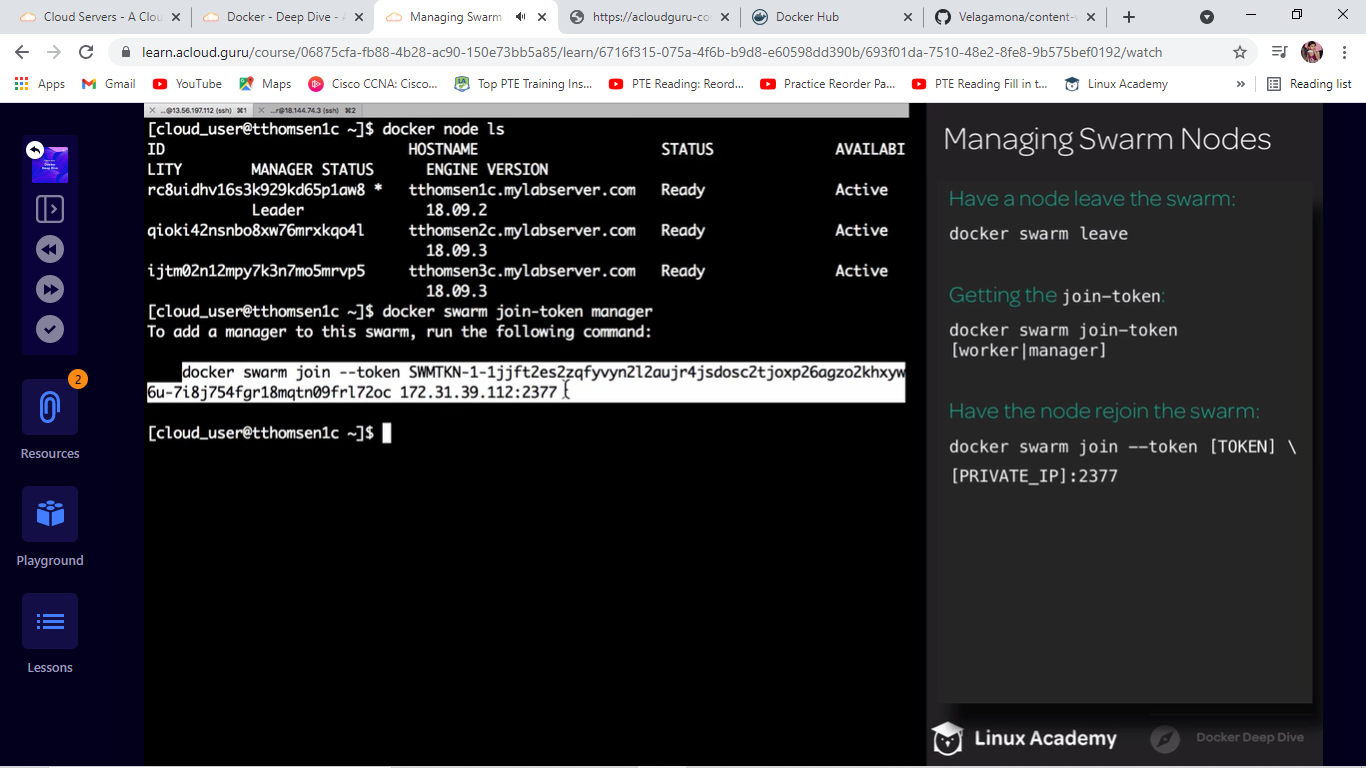 Cloud Servers - A Clou
Docker - Deep Dive - A
Managing Swarm
https://acloudguru-co
Docker Hub
Velagamona/content-
learn.acloud.guru/course/06875cfa-fb88-4b28-ac90-150e73bb5a85/learn/6716f315-075a-4f6b-b9d8-e60598dd390b/693f01da-7510-48e2-8fe8-9b575bef0192/watch
Apps
Gmail
YouTube
Maps
Cisco CCNA: Cisco...
Top PTE Training Ins...
PTE Reading: Reord...
Practice Reorder Pa...
PTE Reading Fill in t...
Linux Academy
»
Reading list
...@13.56.197.112 (ssh) ⌘1
...r@18.144.74.3 (ssh) ⌘2
[cloud_user@tthomsen1c ~]$ docker node ls
ID HOSTNAME STATUS AVAILABI
LITY MANAGER STATUS ENGINE VERSION
rc8uidhv16s3k929kd65p1aw8 * tthomsen1c.mylabserver.com Ready Active
Leader 18.09.2
qioki42nsnbo8xw76mrxkqo4l tthomsen2c.mylabserver.com Ready Active
18.09.3
ijtm02n12mpy7k3n7mo5mrvp5 tthomsen3c.mylabserver.com Ready Active
18.09.3
[cloud_user@tthomsen1c ~]$ docker swarm join-token manager
To add a manager to this swarm, run the following command:
docker swarm join --token SWMTKN-1-1jjft2es2zqfyvyn2l2aujr4jsdosc2tjoxp26agzo2khxyw
6u-7i8j754fgr18mqtn09frl72oc 172.31.39.112:2377
[cloud_user@tthomsen1c ~]$
2
Resources
Playground
Lessons
Managing Swarm Nodes
Have a node leave the swarm:
docker swarm leave
Getting the join-token:
docker swarm join-token
[worker|manager]
Have the node rejoin the swarm:
docker swarm join --token [TOKEN] \
[PRIVATE_IP]:2377
Linux Academy
Docker Deep Dive